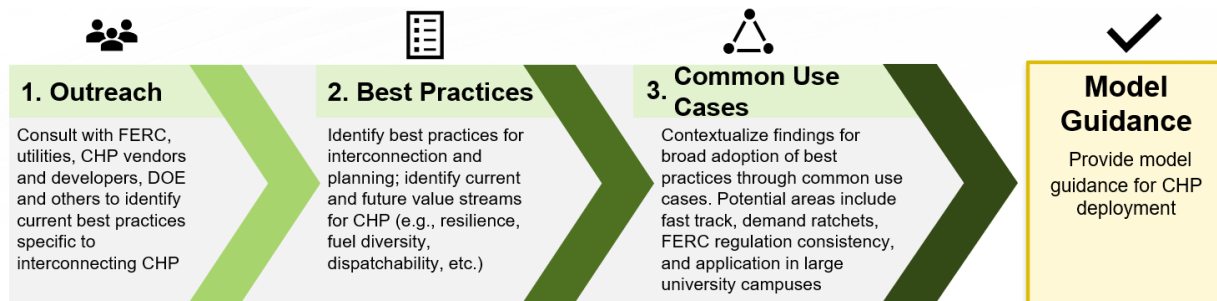 1. Outreach
Consult with FERC,
utilities, CHP vendors
and developers, DOE
and others to identify
current best practices
specific to
interconnecting CHP
2. Best Practices
Identify best practices for
interconnection and
planning; identify current
and future value streams
for CHP (e.g., resilience,
fuel diversity,
dispatchability, etc.)
3. Common Use
Cases
Contextualize findings for
broad adoption of best
practices through common use
cases. Potential areas include
fast track, demand ratchets,
FERC regulation consistency,
and application in large
university campuses
Model
Guidance
Provide model
guidance for CHP
deployment